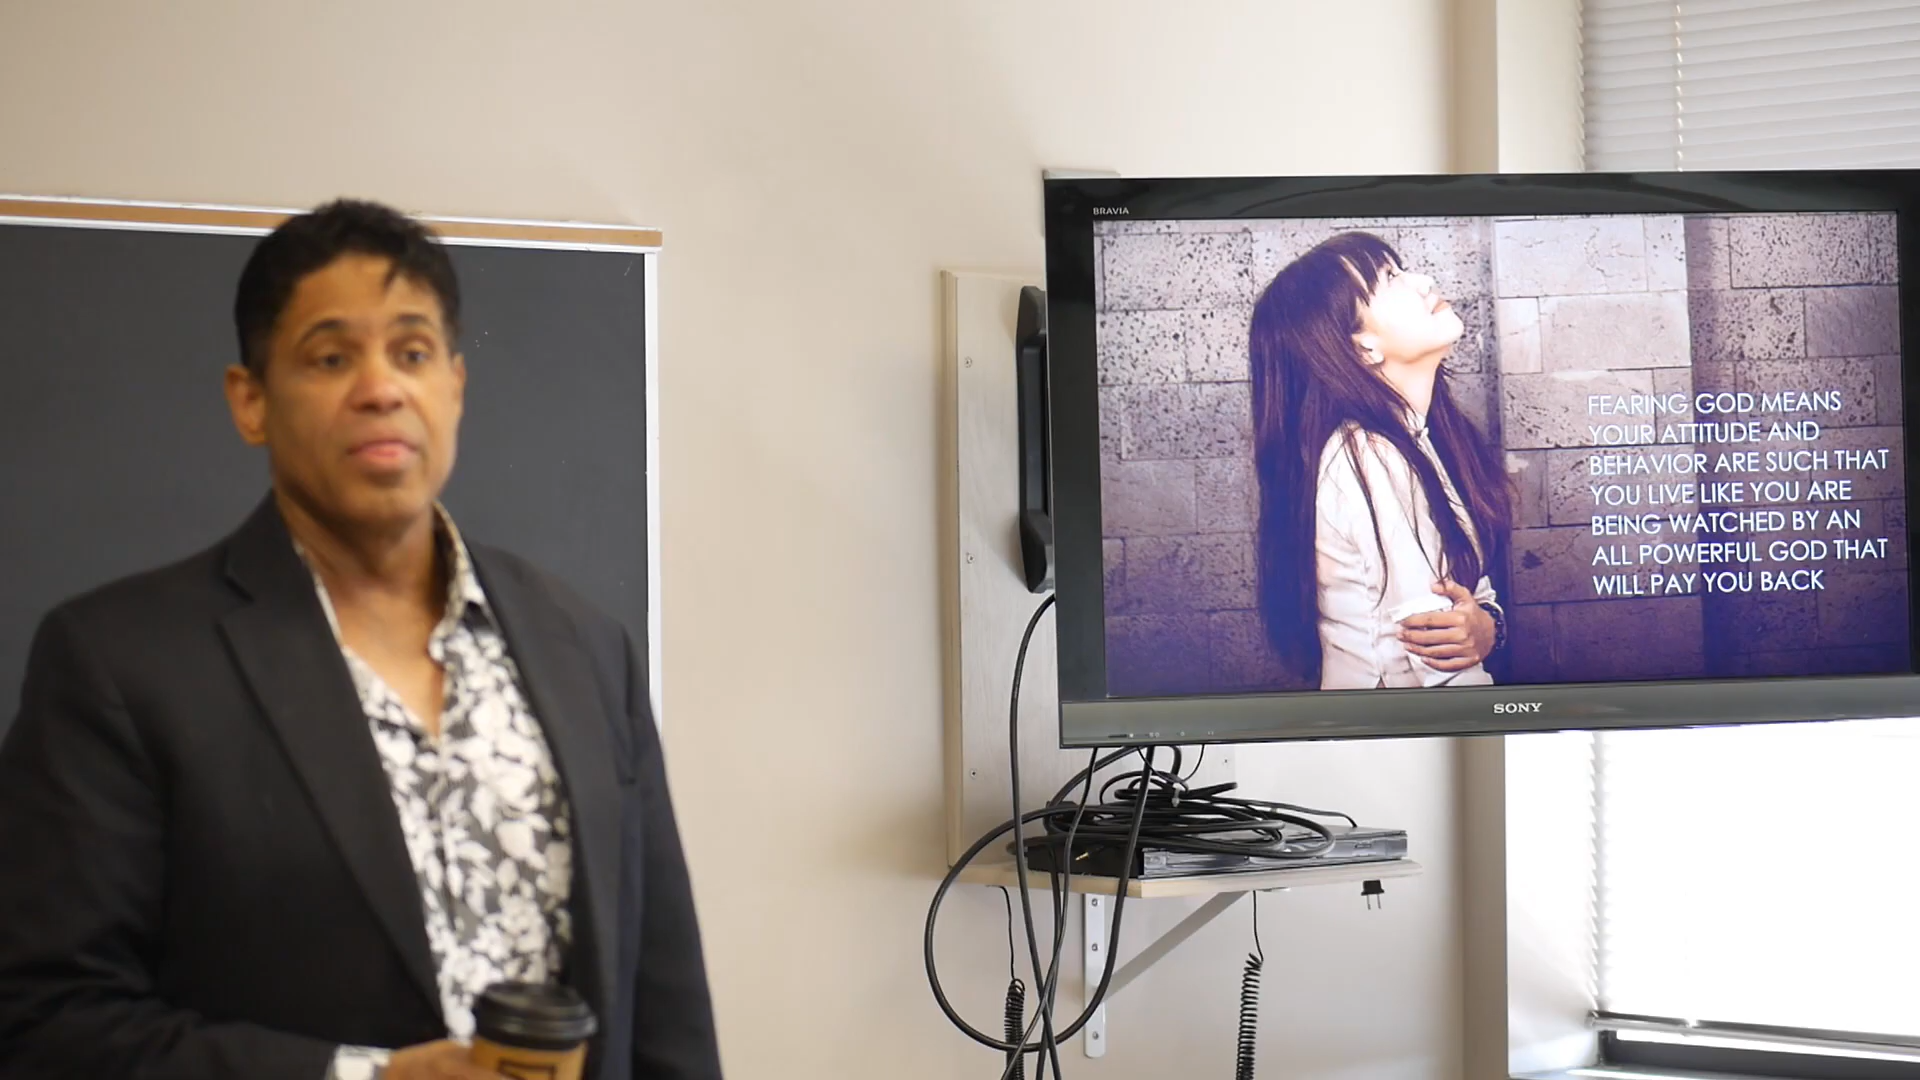 BRAVIA
FEARING GOD MEANS
YOUR ATTITUDE AND
BEHAVIOR ARE SUCH THAT
YOU LIVE LIKE YOU ARE
BEING WATCHED BY AN
ALL POWERFUL GOD THAT
WILL PAY YOU BACK
SONY